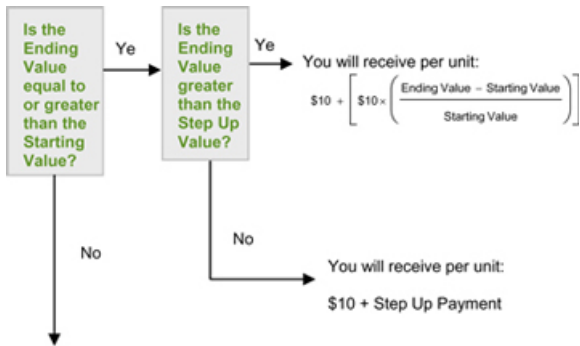 Is the
Ending
Value
equal to
or greater
than the
Starting
Value?
Ye
Is the
Ending
Value
greater
than the
Step Up
Value?
Ye
You will receive per unit:
$10 + [ $10 × ( Ending Value − Starting Value
Starting Value ) ]
No
No
You will receive per unit:
$10 + Step Up Payment